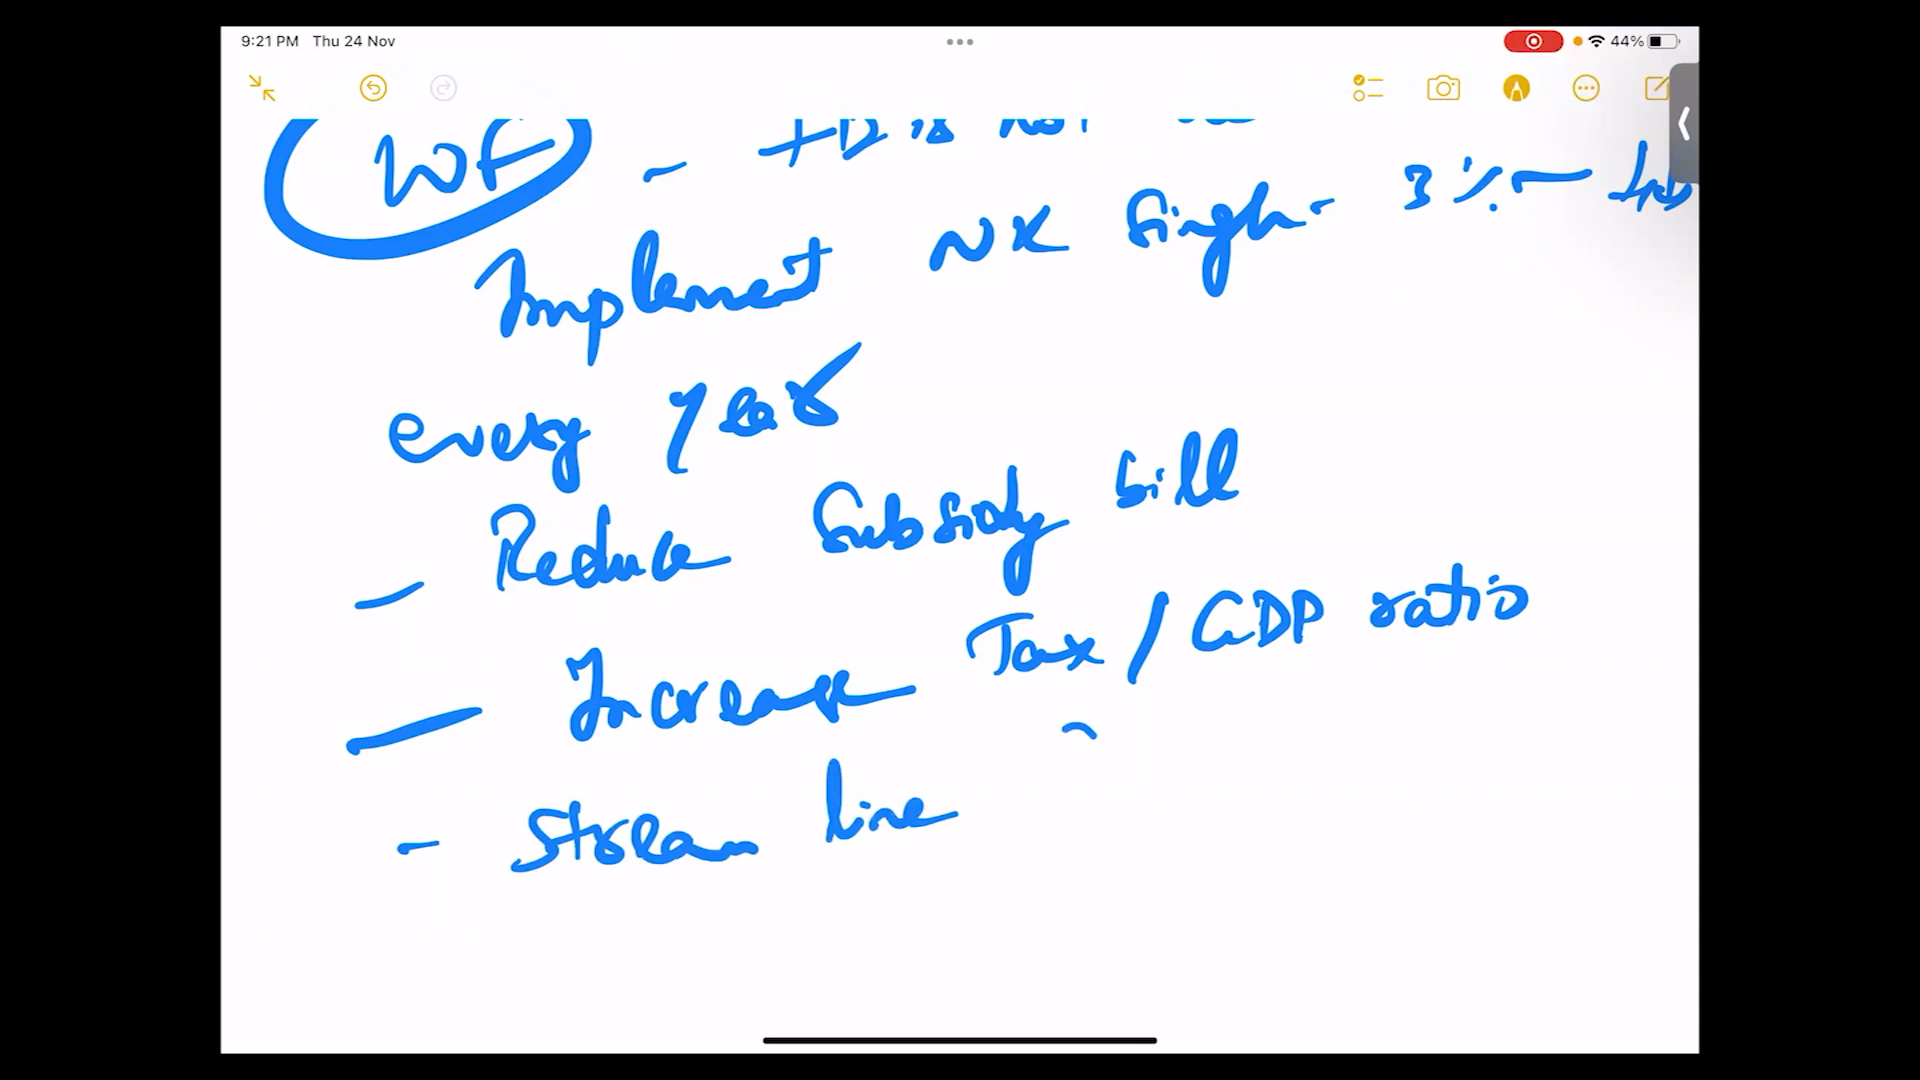 9:21 PM Thu 24 Nov
44%
WF -
Implement NK Singh - 3%
every year
- Reduce Subsidy bill
- Increase Tax / GDP ratio
- Stream line